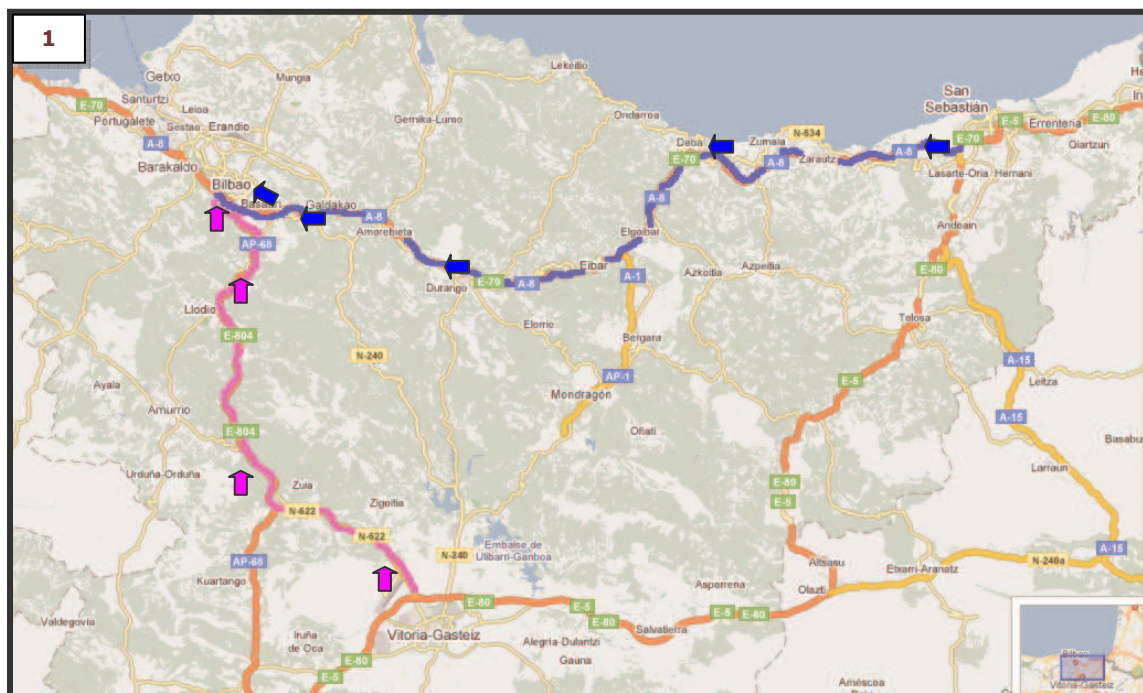 1
Getxo
Mungia
Lekeitio
San
Sebastián
E-70
Santurtzi
Leioa
Gernika-Lumo
Ondarroa
E-5
E-80
Errenteria
Portugalete
Sestao
Erandio
N-634
E-70
A-8
Deba
Zumaia
A-8
Oiartzun
Barakaldo
E-70
A-8
Zarautz
Lasarte-Oria
Hernani
Bilbao
A-8
Basauri
Galdakao
A-8
Andoain
Amorebieta
Elgoibar
AP-68
Eibar
Azkoitia
Azpeitia
E-80
A-1
Durango
E-70
A-8
Llodio
Elorrio
Tolosa
E-804
Bergara
N-240
A-15
AP-1
E-5
Leitza
Ayala
Mondragón
Amurrio
A-15
E-804
Oñati
Basabu
Urduña-Orduña
Larraun
Zuia
E-80
Zigoitia
E-5
N-622
N-622
Embalse de
Ulibarri-Ganboa
A-15
AP-68
N-240
Altsasu
N-240a
Kuartango
Asparrena
Etxarri-Aranatz
Olazti
E-80
E-5
E-5
E-80
Valdegovía
Iruña
de Oca
Vitoria-Gasteiz
E-80
Salvatierra
Alegría-Dulantzi
E-80
Gauna
Bilbao
E-5
Améscoa
Vitoria-Gasteiz